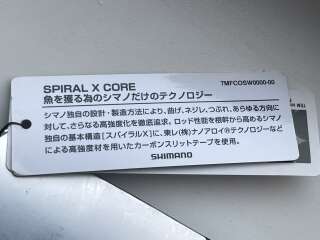 SPIRAL X CORE
7MFCOSW0000-00
魚を獲る為のシマノだけのテクノロジー
シマノ独自の設計・製造方法により、曲げ、ネジレ、つぶれ、あらゆる方向に
対して、さらなる高強度化を徹底追求。ロッド性能を根幹から高めるシマノ
独自の基本構造[スパイラルX]に、東レ(株)ナノアロイ®テクノロジーなど
による高強度材を用いたカーボンスリットテープを使用。
SHIMANO